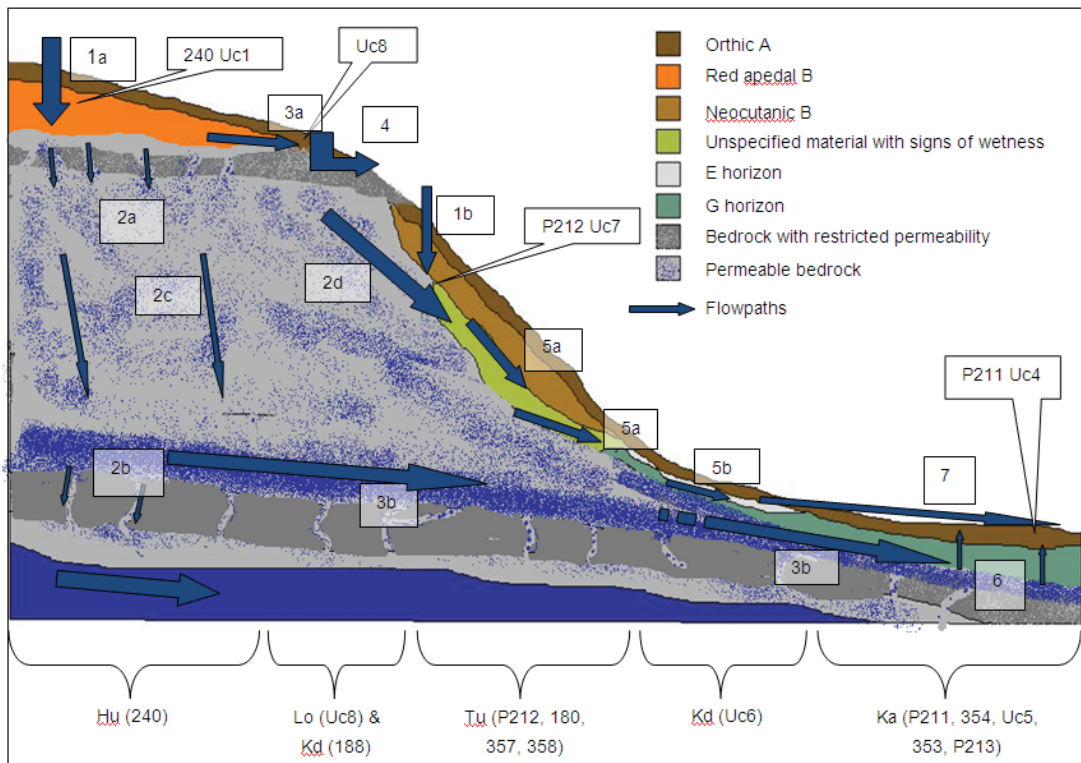 1a
240 Uc1
Uc8
3a
4
Orthic A
Red apedal B
Neocutanic B
Unspecified material with signs of wetness
E horizon
G horizon
Bedrock with restricted permeability
Permeable bedrock
Flowpaths
1b
P212 Uc7
2a
2c
2d
5a
P211 Uc4
5a
5b
7
2b
3b
3b
6
Hu (240)
Lo (Uc8) &
Kd (188)
Tu (P212, 180,
357, 358)
Kd (Uc6)
Ka (P211, 354, Uc5,
353, P213)